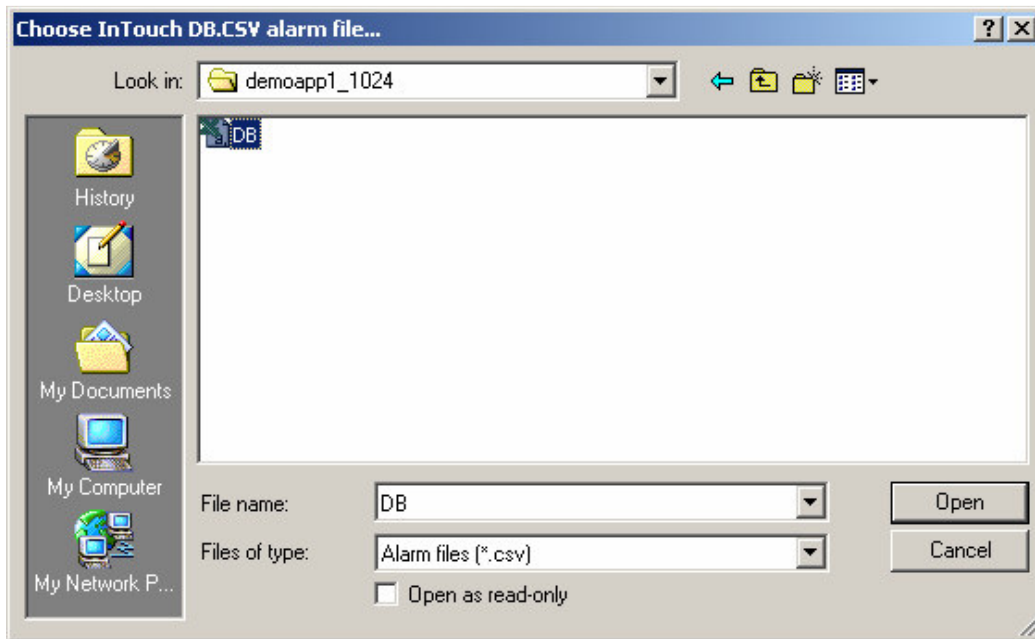 Choose InTouch DB.CSV alarm file...
Look in:
demoapp1_1024
DB
History
Desktop
My Documents
My Computer
My Network P...
File name:
DB
Open
Files of type:
Alarm files (*.csv)
Cancel
Open as read-only